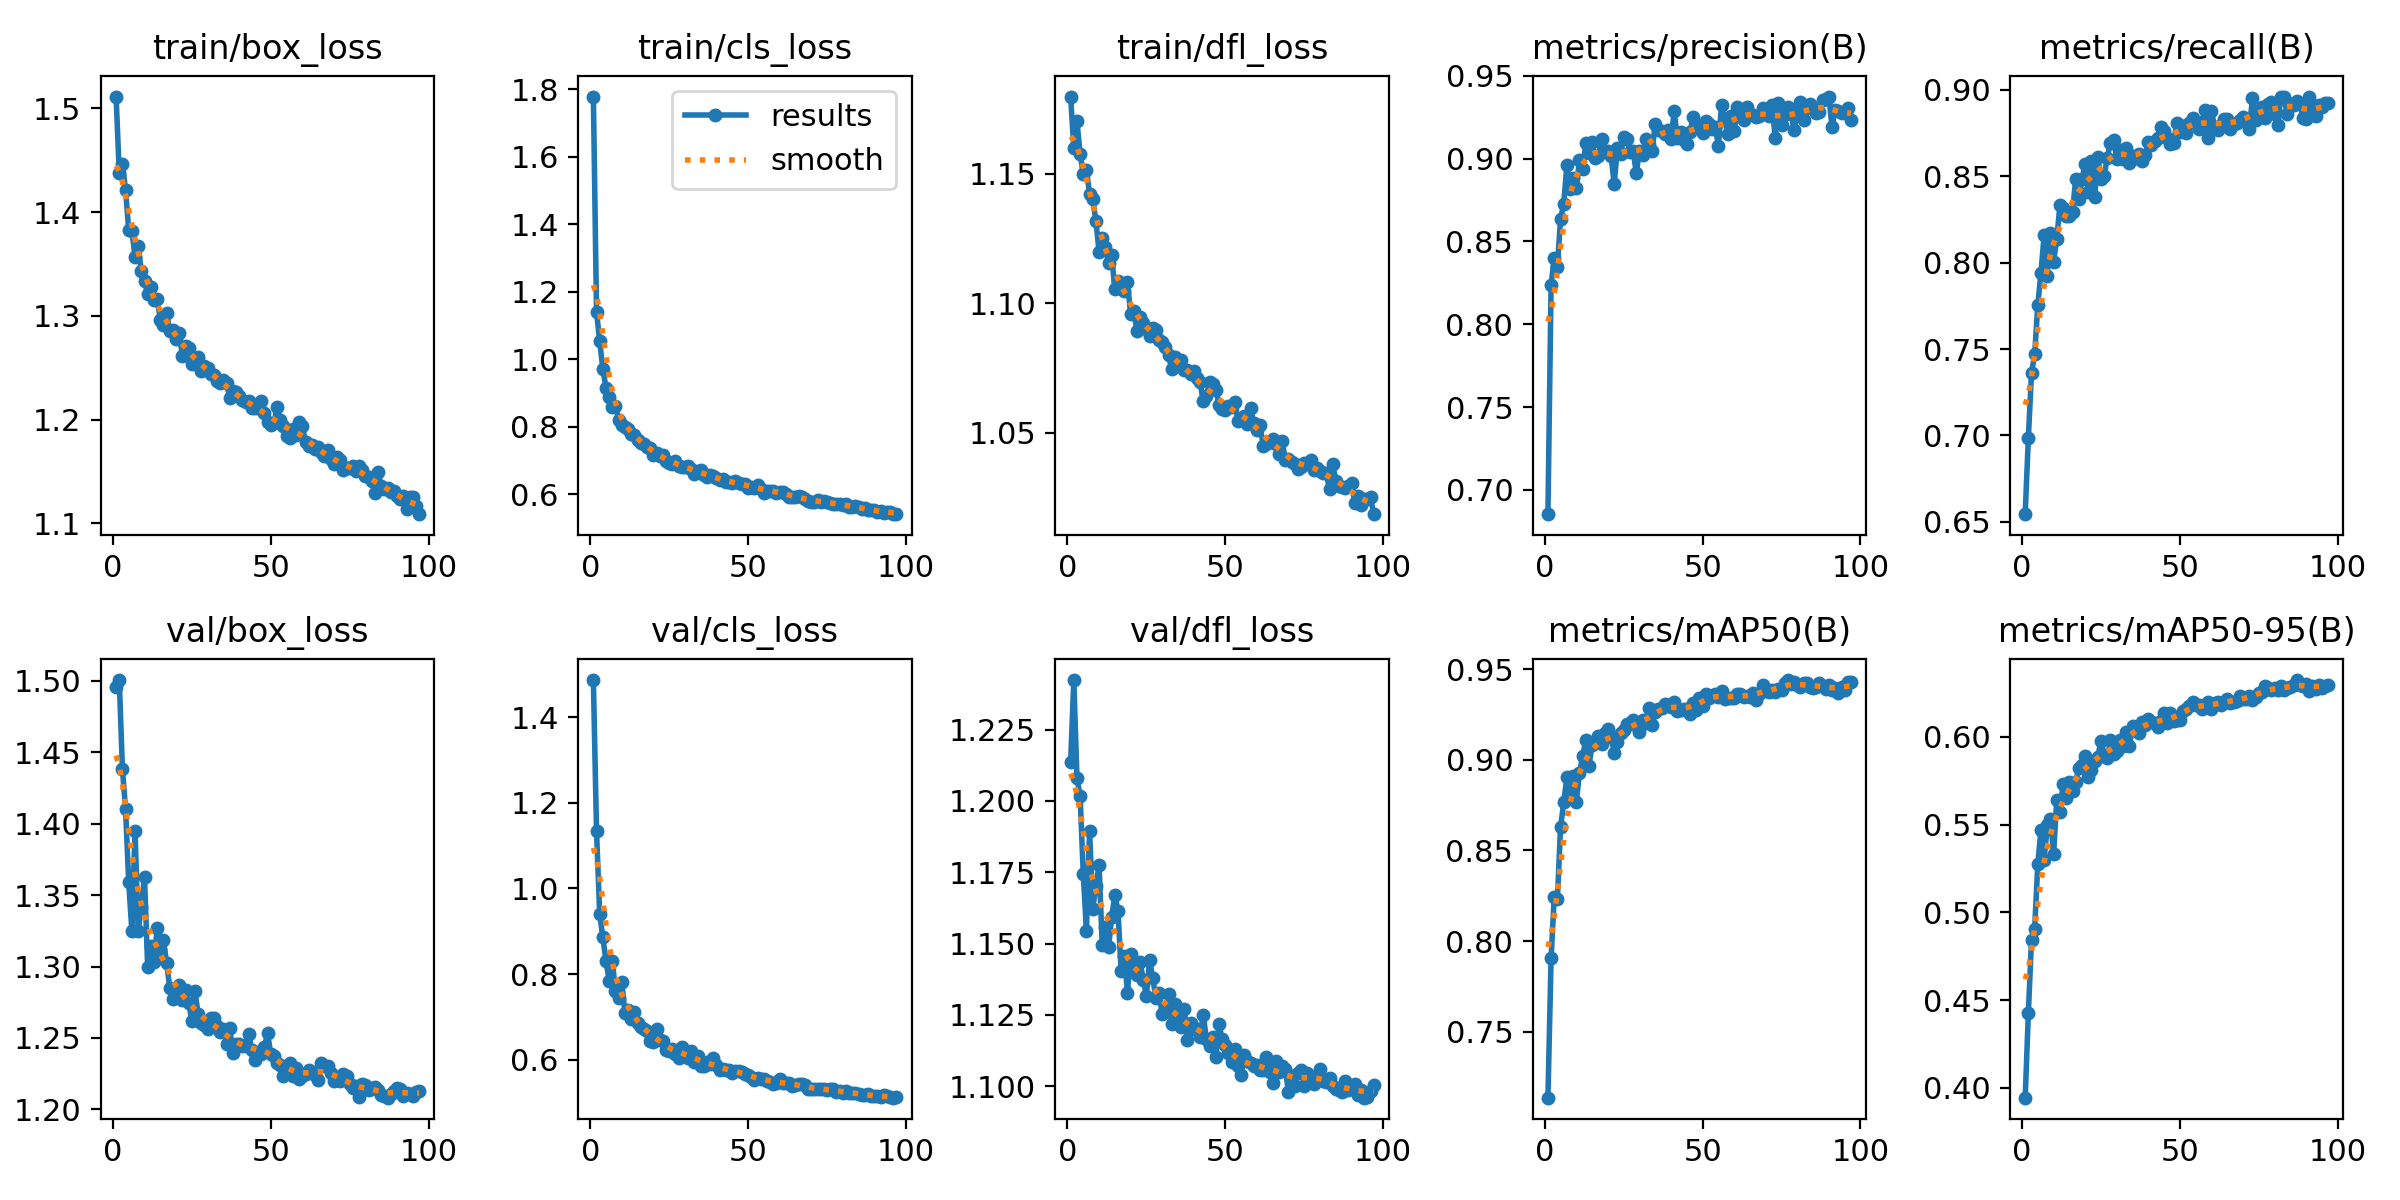 train/box_loss
1.5
1.4
1.3
1.2
1.1
0 50 100
train/cls_loss
results
smooth
1.8
1.6
1.4
1.2
1.0
0.8
0.6
0 50 100
train/dfl_loss
1.15
1.10
1.05
0 50 100
metrics/precision(B)
0.95
0.90
0.85
0.80
0.75
0.70
0 50 100
metrics/recall(B)
0.90
0.85
0.80
0.75
0.70
0.65
0 50 100
val/box_loss
1.50
1.45
1.40
1.35
1.30
1.25
1.20
0 50 100
val/cls_loss
1.4
1.2
1.0
0.8
0.6
0 50 100
val/dfl_loss
1.225
1.200
1.175
1.150
1.125
1.100
0 50 100
metrics/mAP50(B)
0.95
0.90
0.85
0.80
0.75
0 50 100
metrics/mAP50-95(B)
0.60
0.55
0.50
0.45
0.40
0 50 100